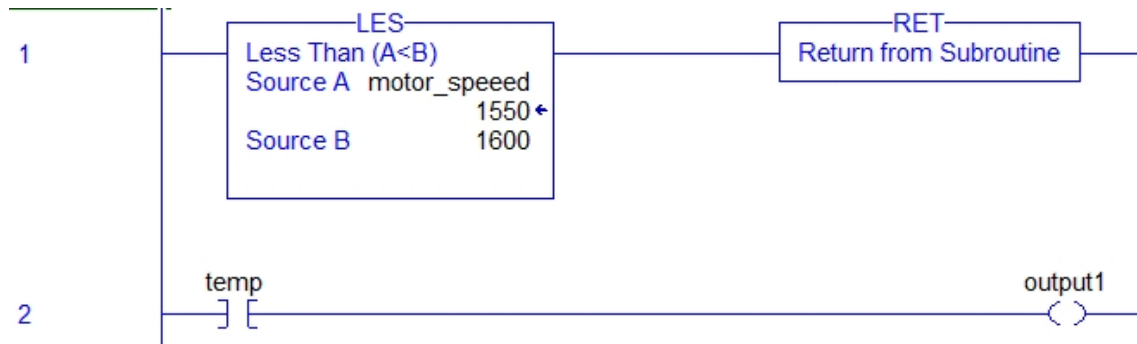 LES
RET
1
Less Than (A<B)
Return from Subroutine
Source A motor_speeed
1550
Source B 1600
temp
output1
2